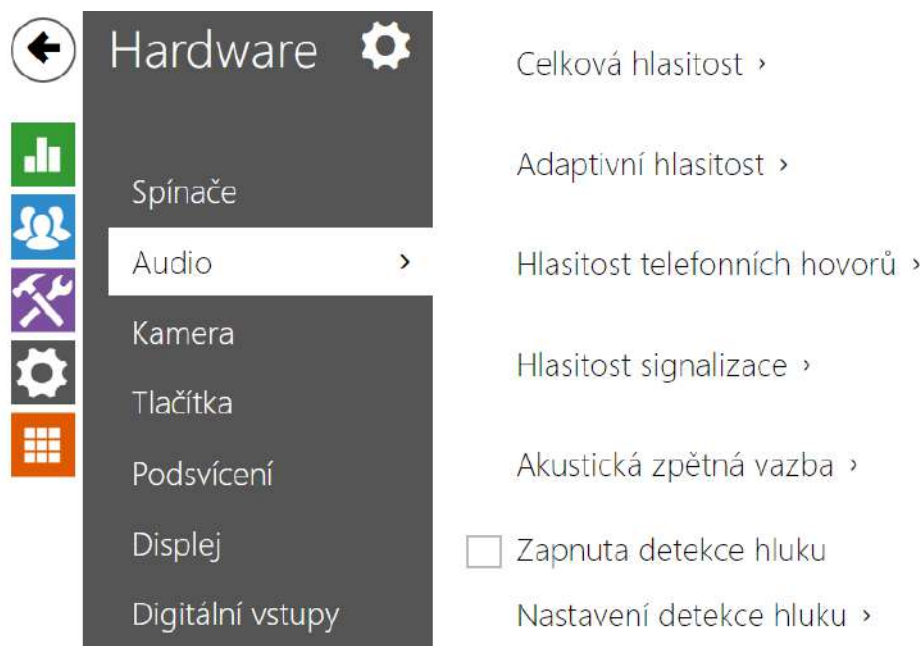 Hardware
Spínače
Audio
Kamera
Tlačítka
Podsvícení
Displej
Digitální vstupy
Celková hlasitost
Adaptivní hlasitost
Hlasitost telefonních hovorů
Hlasitost signalizace
Akustická zpětná vazba
Zapnuta detekce hluku
Nastavení detekce hluku